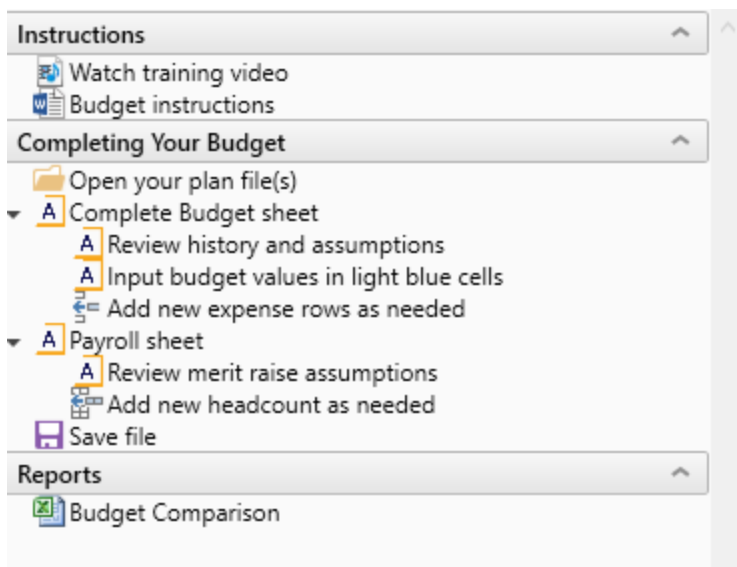 Instructions
Watch training video
Budget instructions
Completing Your Budget
Open your plan file(s)
Complete Budget sheet
Review history and assumptions
Input budget values in light blue cells
Add new expense rows as needed
Payroll sheet
Review merit raise assumptions
Add new headcount as needed
Save file
Reports
Budget Comparison